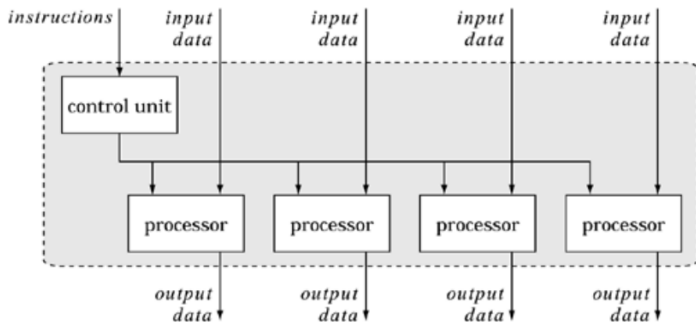 instructions
input
data
input
data
input
data
input
data
control unit
processor
processor
processor
processor
output
data
output
data
output
data
output
data